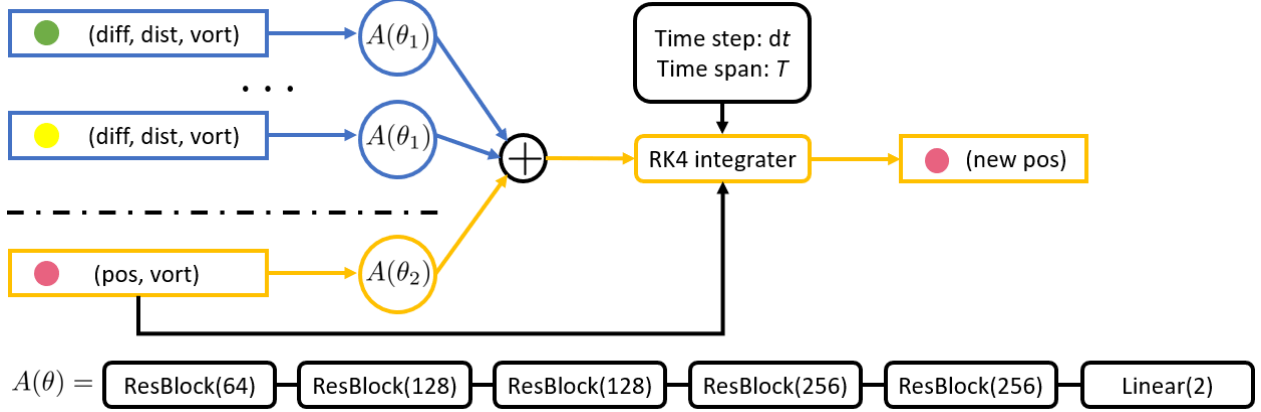 (diff, dist, vort)
A(θ₁)
. . .
(diff, dist, vort)
A(θ₁)
+
Time step: dt
Time span: T
RK4 integrater
(new pos)
(pos, vort)
A(θ₂)
A(θ) =
ResBlock(64)
ResBlock(128)
ResBlock(128)
ResBlock(256)
ResBlock(256)
Linear(2)